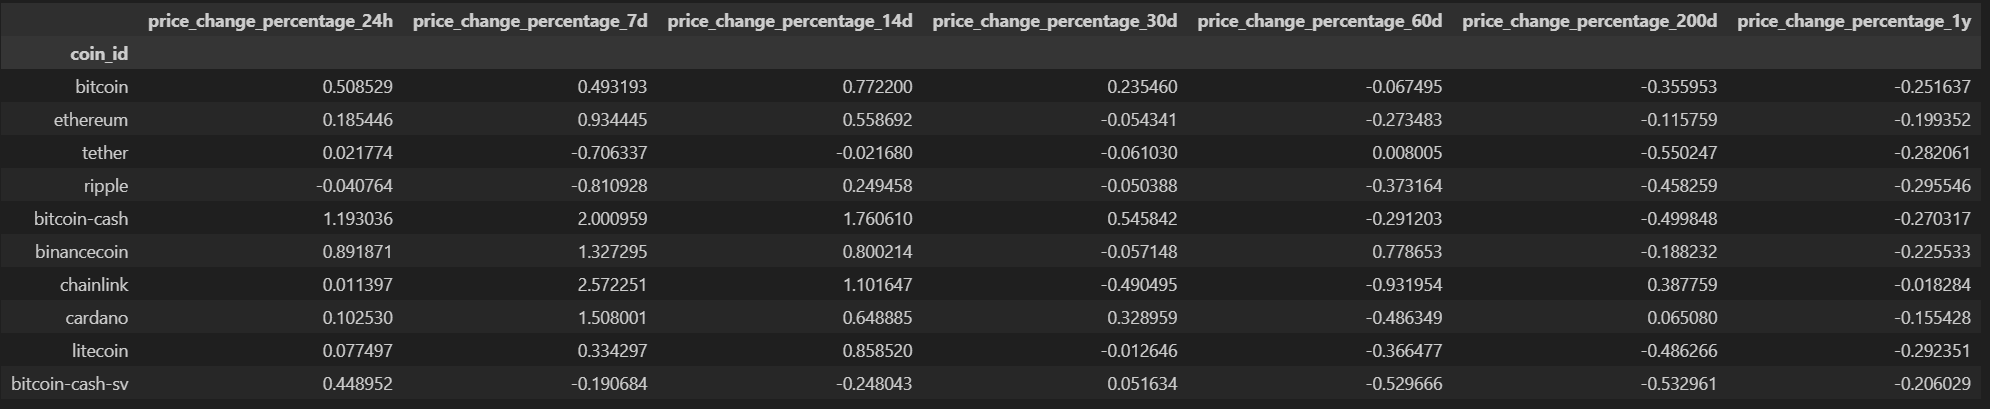 price_change_percentage_24h price_change_percentage_7d price_change_percentage_14d price_change_percentage_30d price_change_percentage_60d price_change_percentage_200d price_change_percentage_1y
coin_id
bitcoin 0.508529 0.493193 0.772200 0.235460 -0.067495 -0.355953 -0.251637
ethereum 0.185446 0.934445 0.558692 -0.054341 -0.273483 -0.115759 -0.199352
tether 0.021774 -0.706337 -0.021680 -0.061030 0.008005 -0.550247 -0.282061
ripple -0.040764 -0.810928 0.249458 -0.050388 -0.373164 -0.458259 -0.295546
bitcoin-cash 1.193036 2.000959 1.760610 0.545842 -0.291203 -0.499848 -0.270317
binancecoin 0.891871 1.327295 0.800214 -0.057148 0.778653 -0.188232 -0.225533
chainlink 0.011397 2.572251 1.101647 -0.490495 -0.931954 0.387759 -0.018284
cardano 0.102530 1.508001 0.648885 0.328959 -0.486349 0.065080 -0.155428
litecoin 0.077497 0.334297 0.858520 -0.012646 -0.366477 -0.486266 -0.292351
bitcoin-cash-sv 0.448952 -0.190684 -0.248043 0.051634 -0.529666 -0.532961 -0.206029